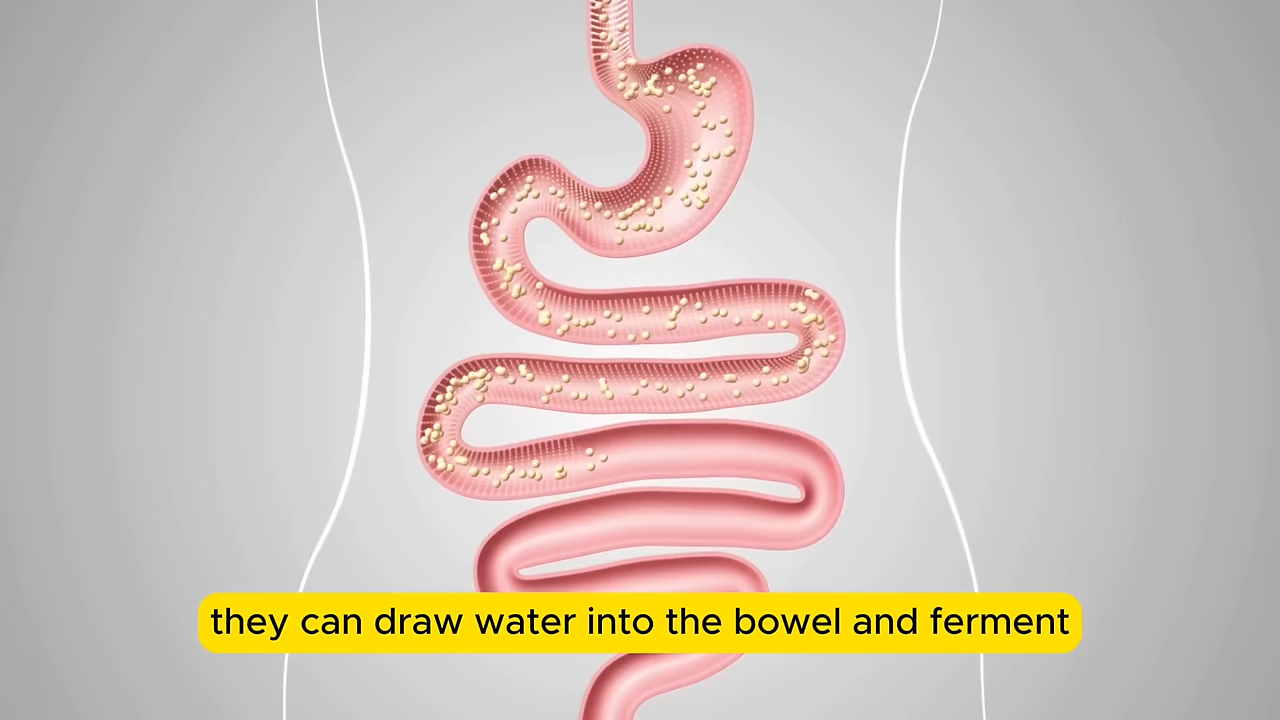 they can draw water into the bowel and ferment